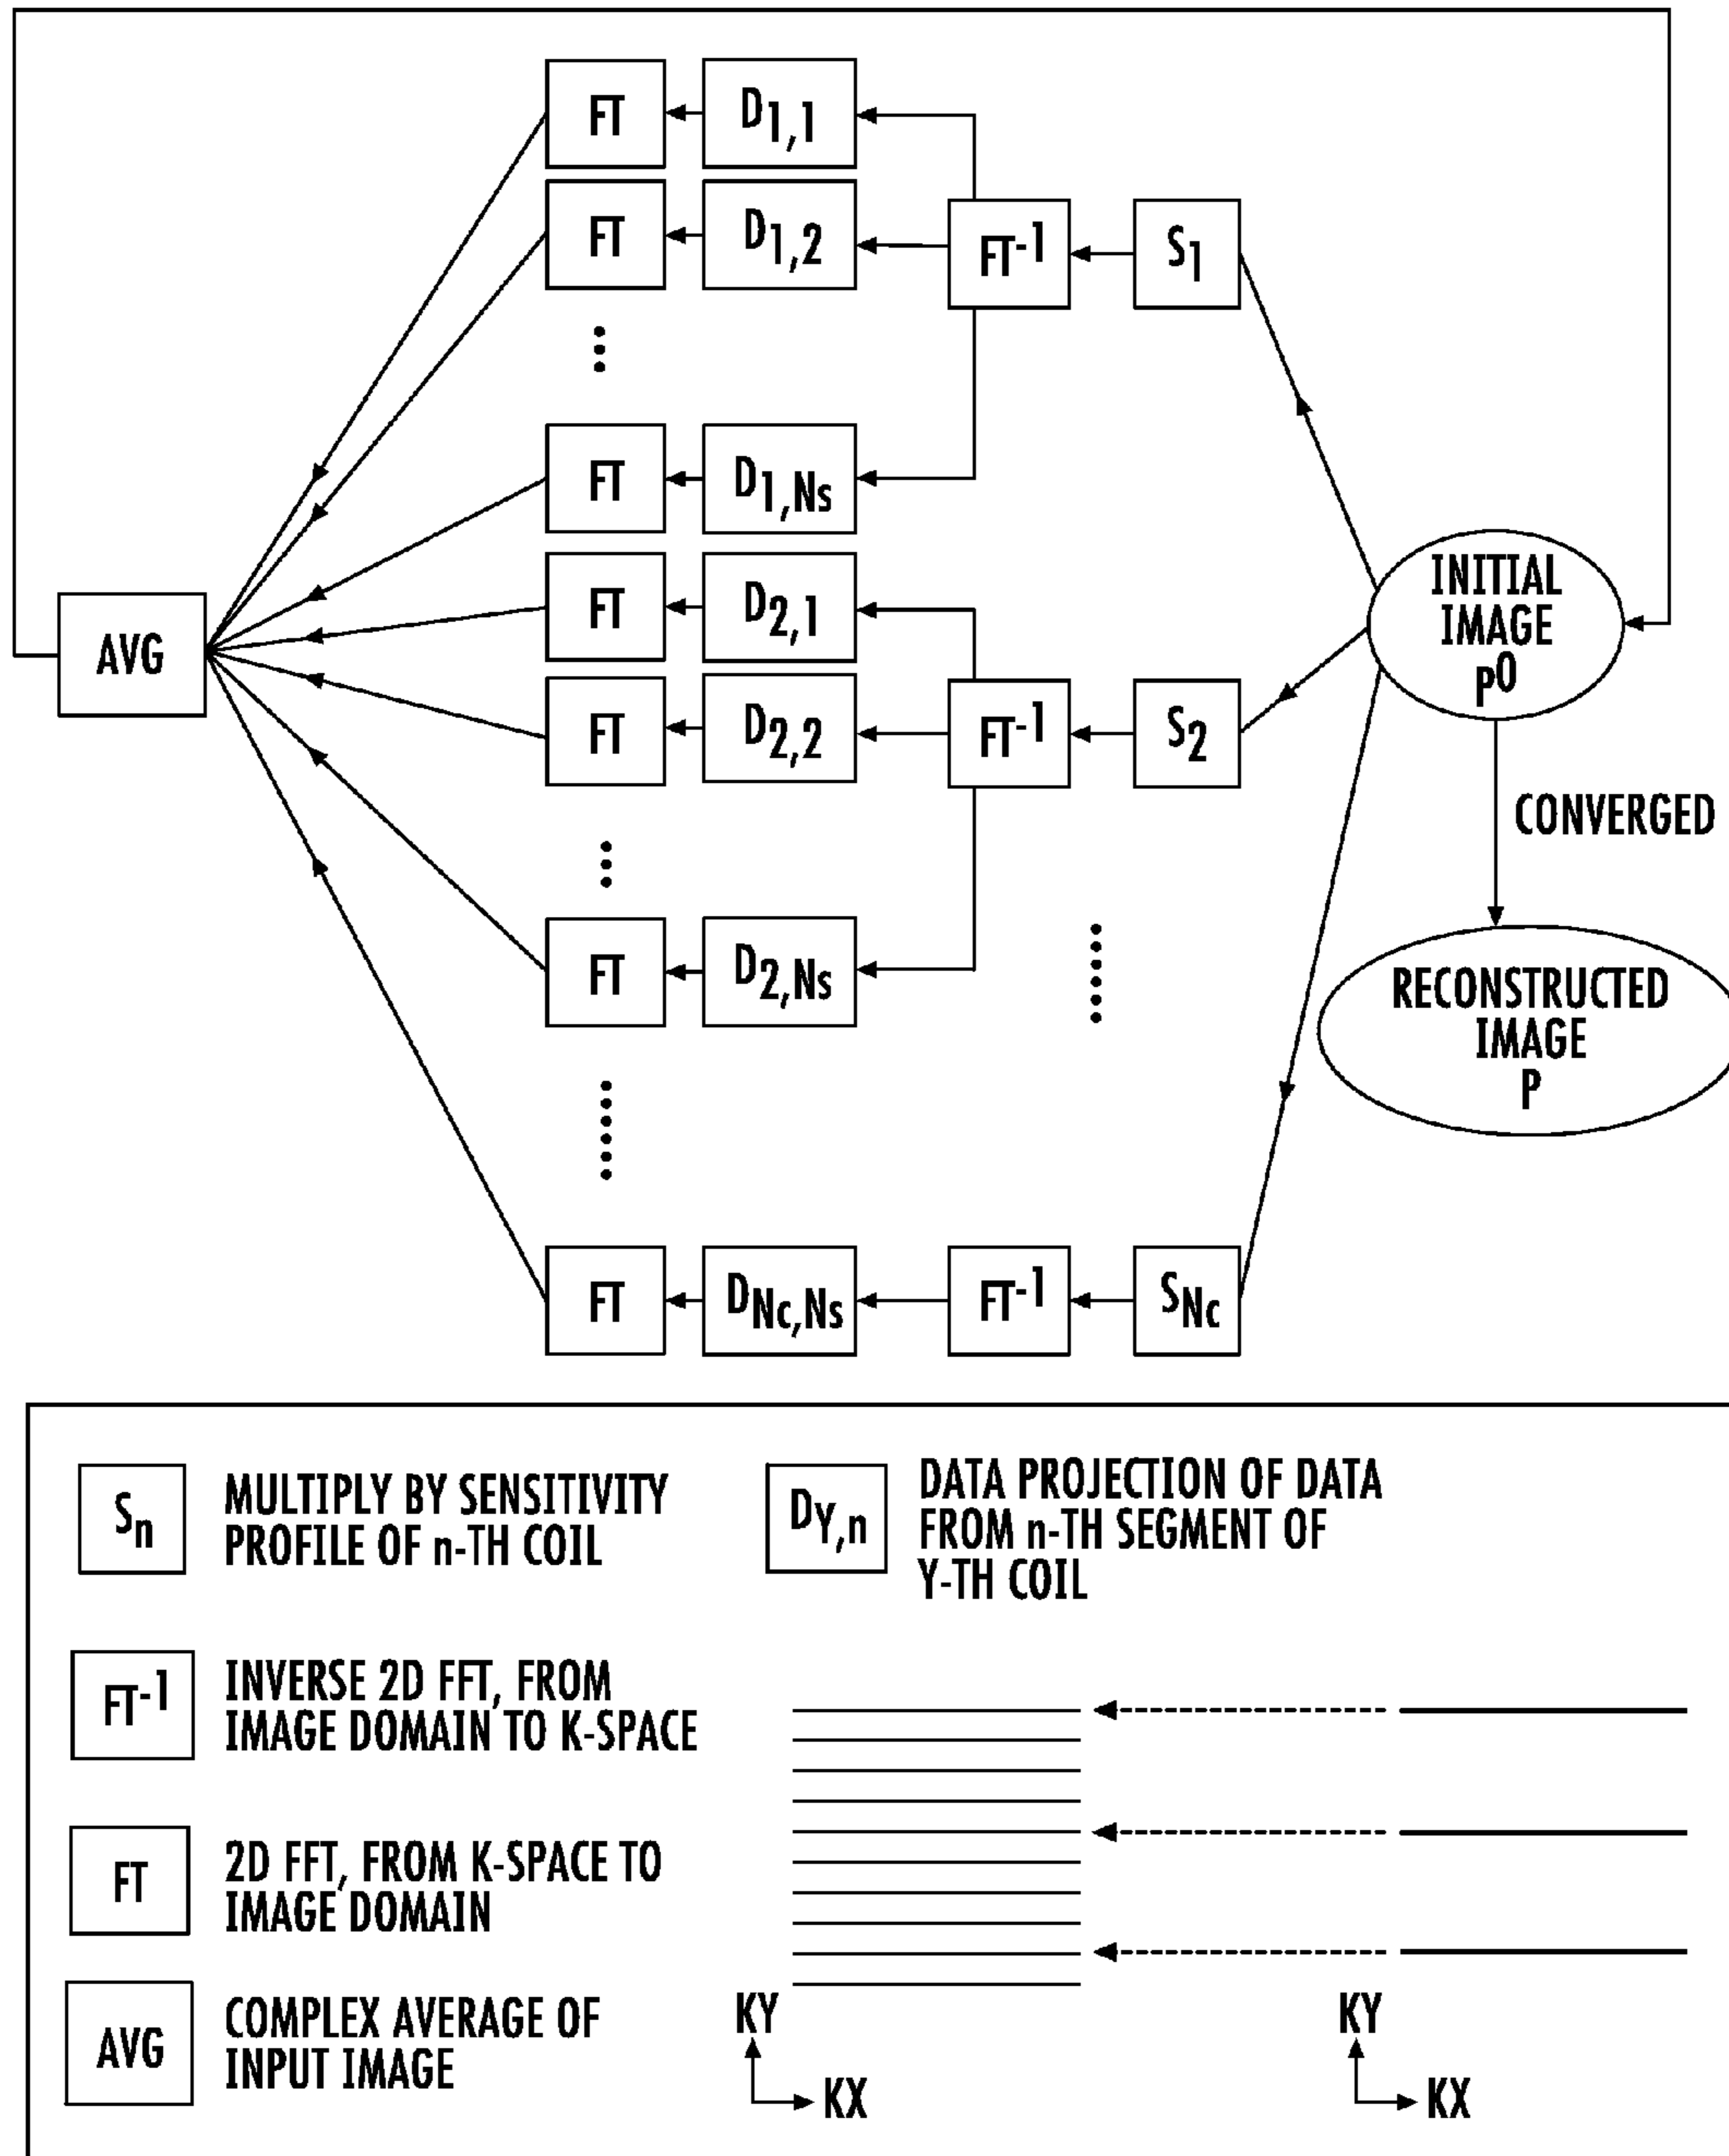 FT
D1,1
FT
D1,2
FT-1
S1
FT
D1,Ns
FT
D2,1
INITIAL
IMAGE
p0
AVG
FT
D2,2
FT-1
S2
CONVERGED
FT
D2,Ns
RECONSTRUCTED
IMAGE
P
FT
DNc,Ns
FT-1
SNc
Sn
MULTIPLY BY SENSITIVITY
PROFILE OF n-TH COIL
DY,n
DATA PROJECTION OF DATA
FROM n-TH SEGMENT OF
Y-TH COIL
FT-1
INVERSE 2D FFT, FROM
IMAGE DOMAIN TO K-SPACE
FT
2D FFT, FROM K-SPACE TO
IMAGE DOMAIN
AVG
COMPLEX AVERAGE OF
INPUT IMAGE
KY
KX
KY
KX